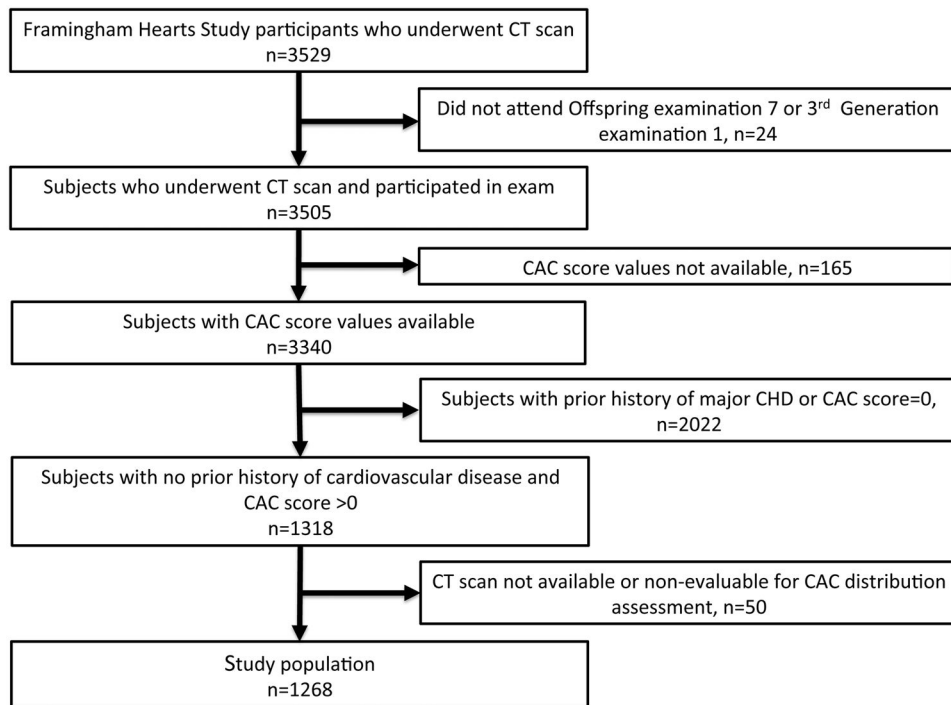 Framingham Hearts Study participants who underwent CT scan
n=3529
Did not attend Offspring examination 7 or 3rd Generation
examination 1, n=24
Subjects who underwent CT scan and participated in exam
n=3505
CAC score values not available, n=165
Subjects with CAC score values available
n=3340
Subjects with prior history of major CHD or CAC score=0,
n=2022
Subjects with no prior history of cardiovascular disease and
CAC score >0
n=1318
CT scan not available or non-evaluable for CAC distribution
assessment, n=50
Study population
n=1268